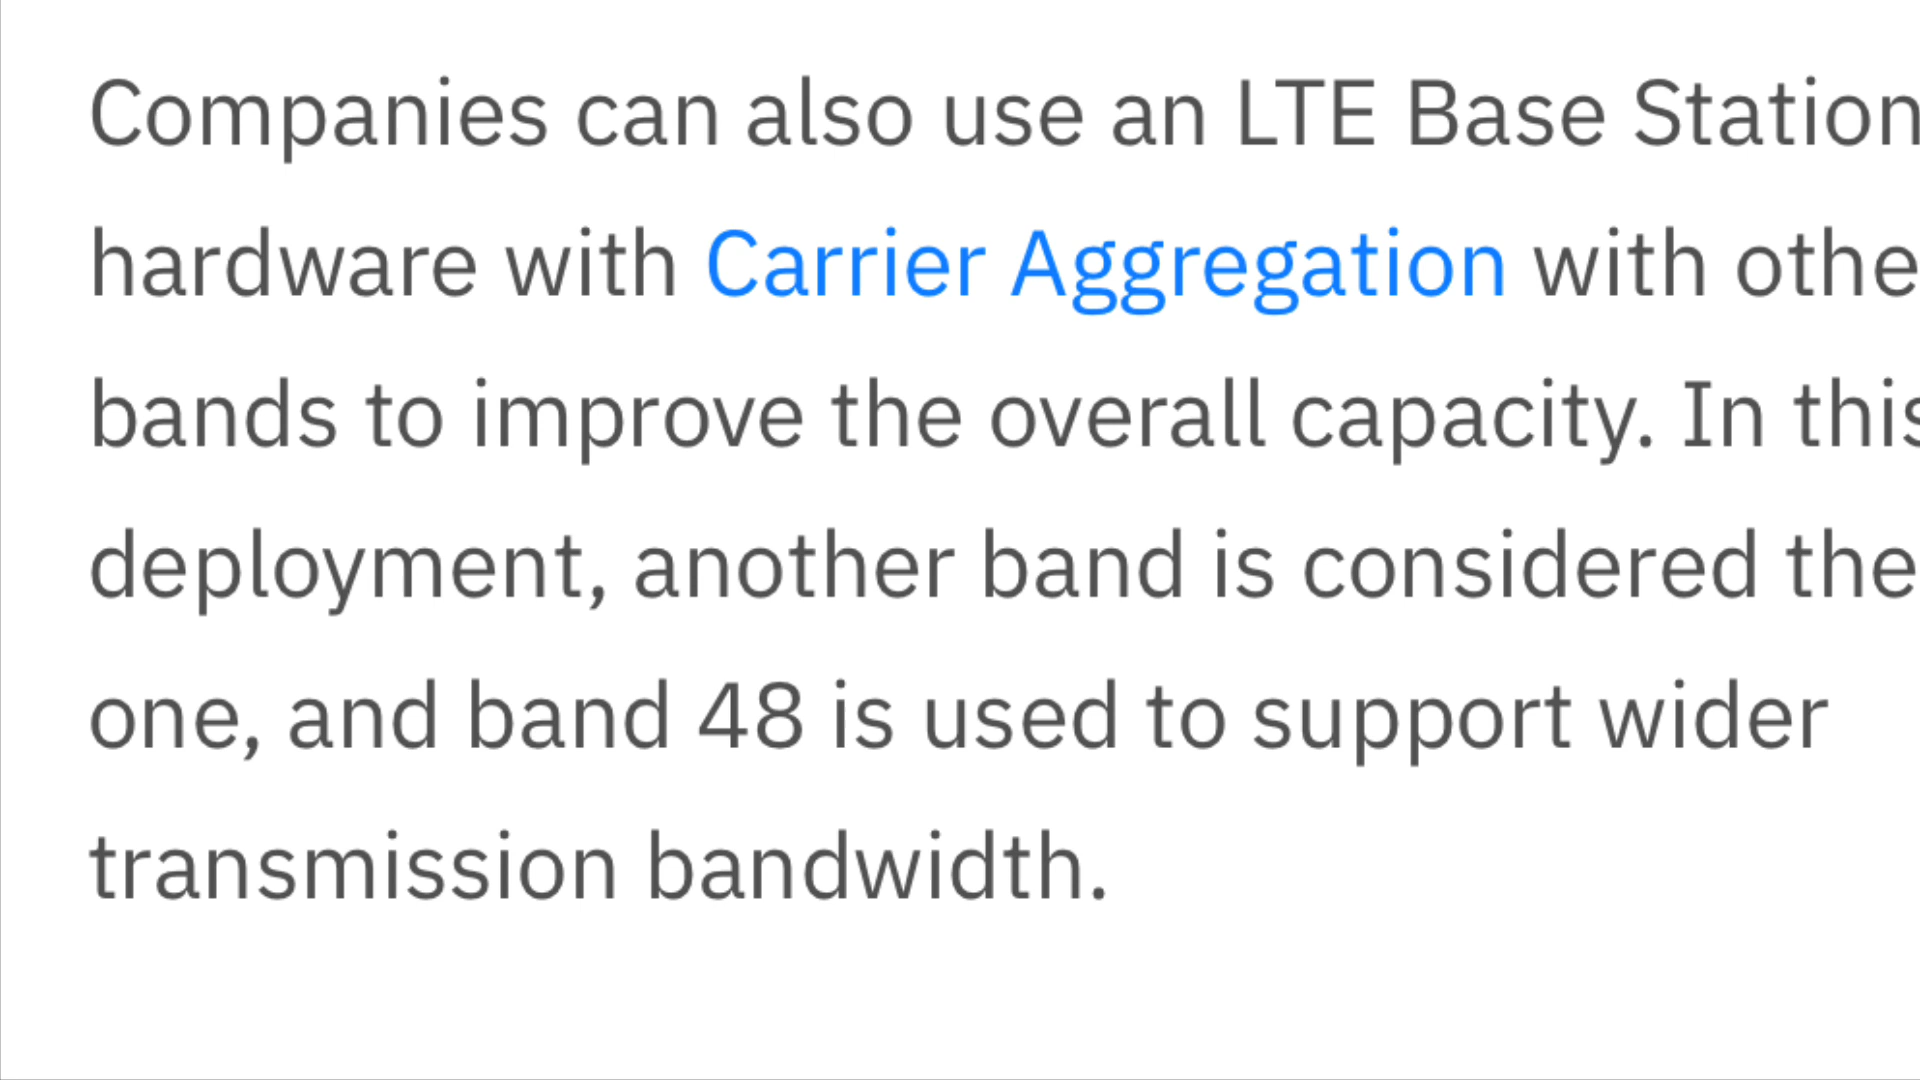 Companies can also use an LTE Base Station
hardware with Carrier Aggregation with othe
bands to improve the overall capacity. In this
deployment, another band is considered the
one, and band 48 is used to support wider
transmission bandwidth.